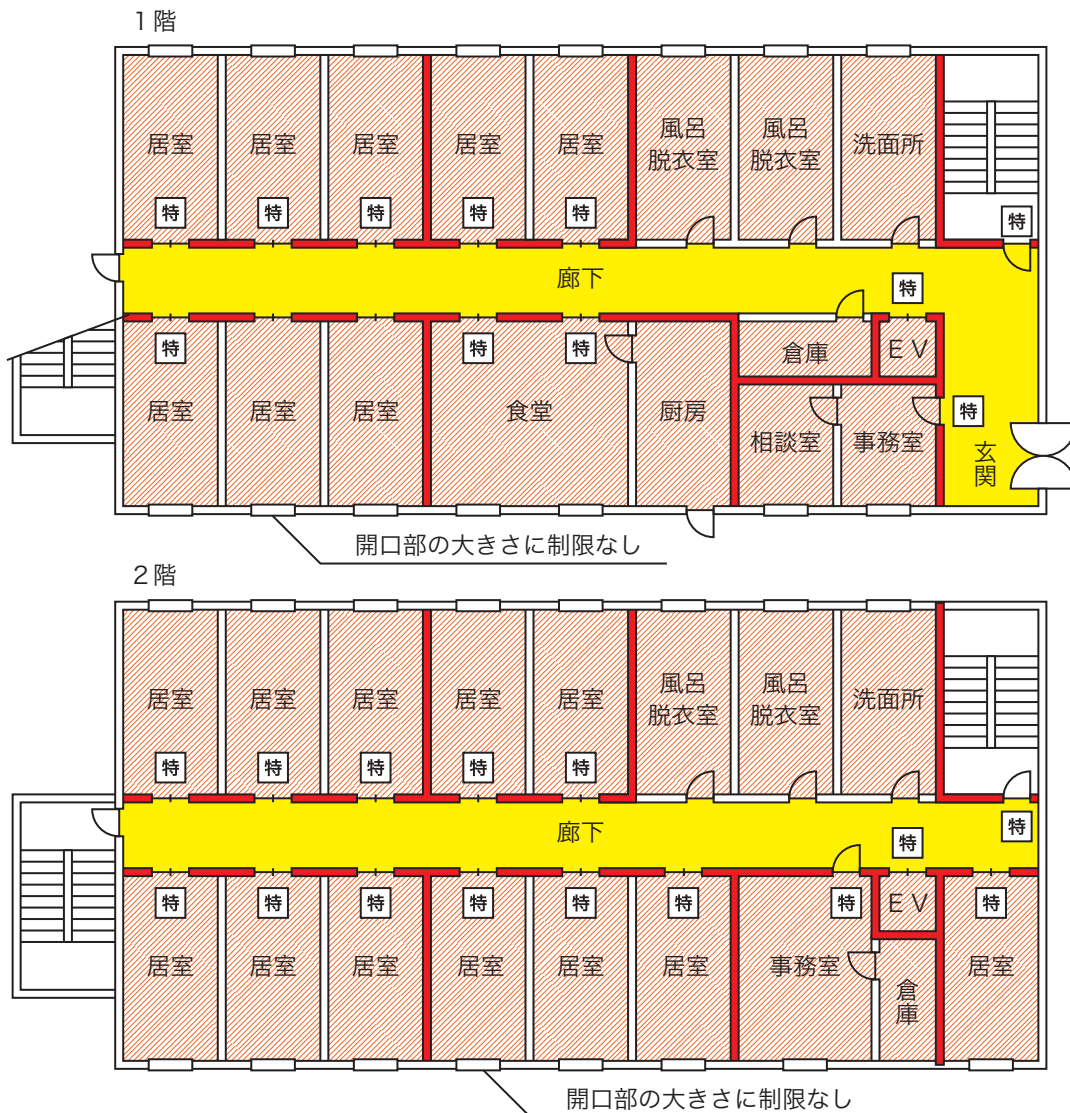 1階
居室 居室 居室 居室 居室 風呂 風呂 洗面所
脱衣室 脱衣室
特 特 特 特 特 特
廊下 特
特 特 特
倉庫 EV
居室 居室 居室 食堂 厨房 相談室 事務室 特
玄関
開口部の大きさに制限なし
2階
居室 居室 居室 居室 居室 風呂 風呂 洗面所
脱衣室 脱衣室
特 特 特 特 特
廊下 特 特
特 特 特 特 特 特 特 EV 特
居室 居室 居室 居室 居室 居室 事務室 倉庫 居室
開口部の大きさに制限なし